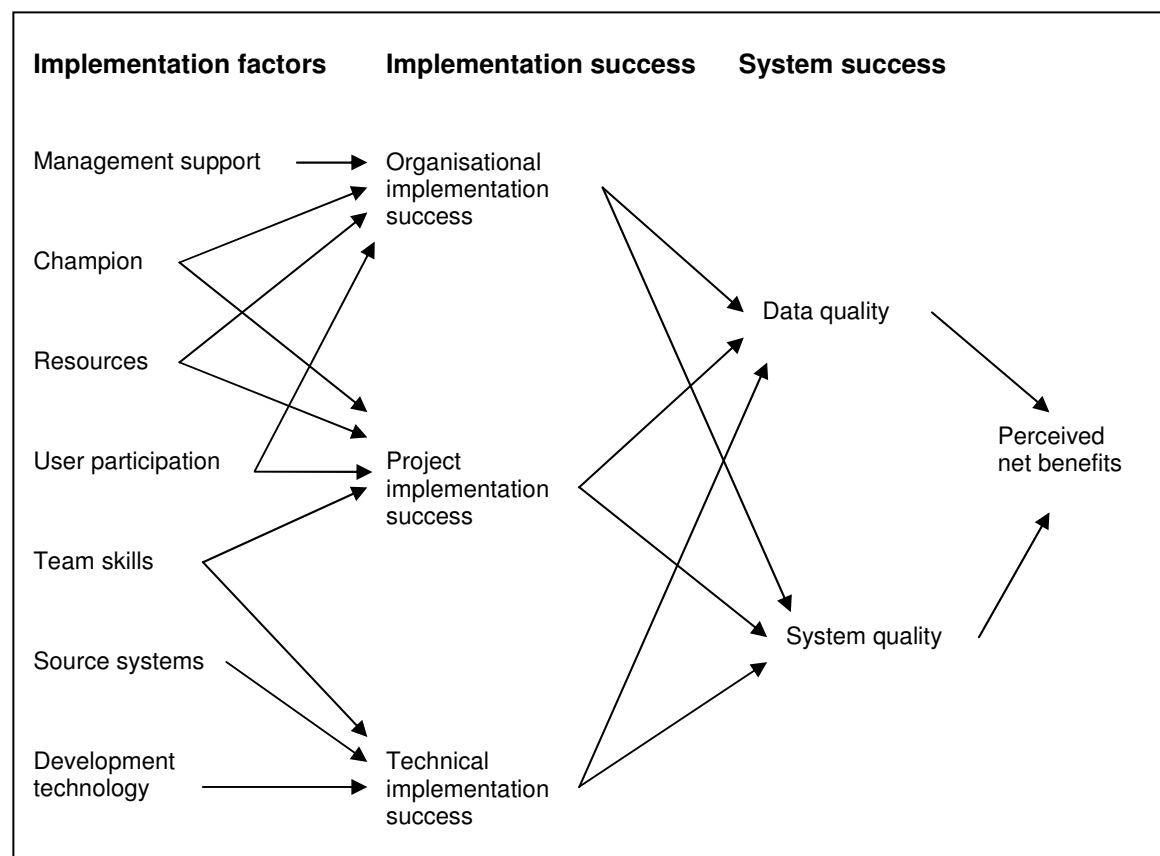 Implementation factors
Implementation success
System success
Management support
Organisational
implementation
success
Champion
Data quality
Resources
Perceived
net benefits
User participation
Project
implementation
success
Team skills
System quality
Source systems
Development
technology
Technical
implementation
success